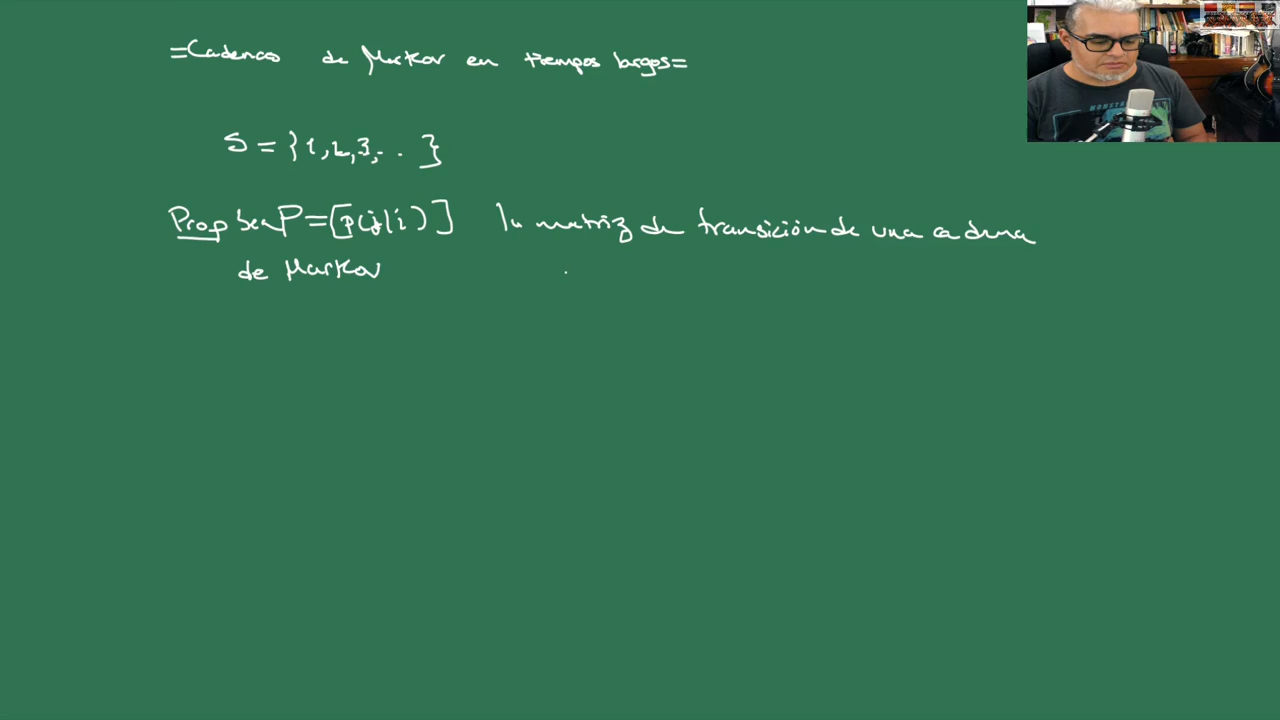 =Cadenas de Markov en tiempos largos=
S = {1, 2, 3, . . }
Prop Sea P = [p(j|i)] la matriz de transición de una cadena
de Markov